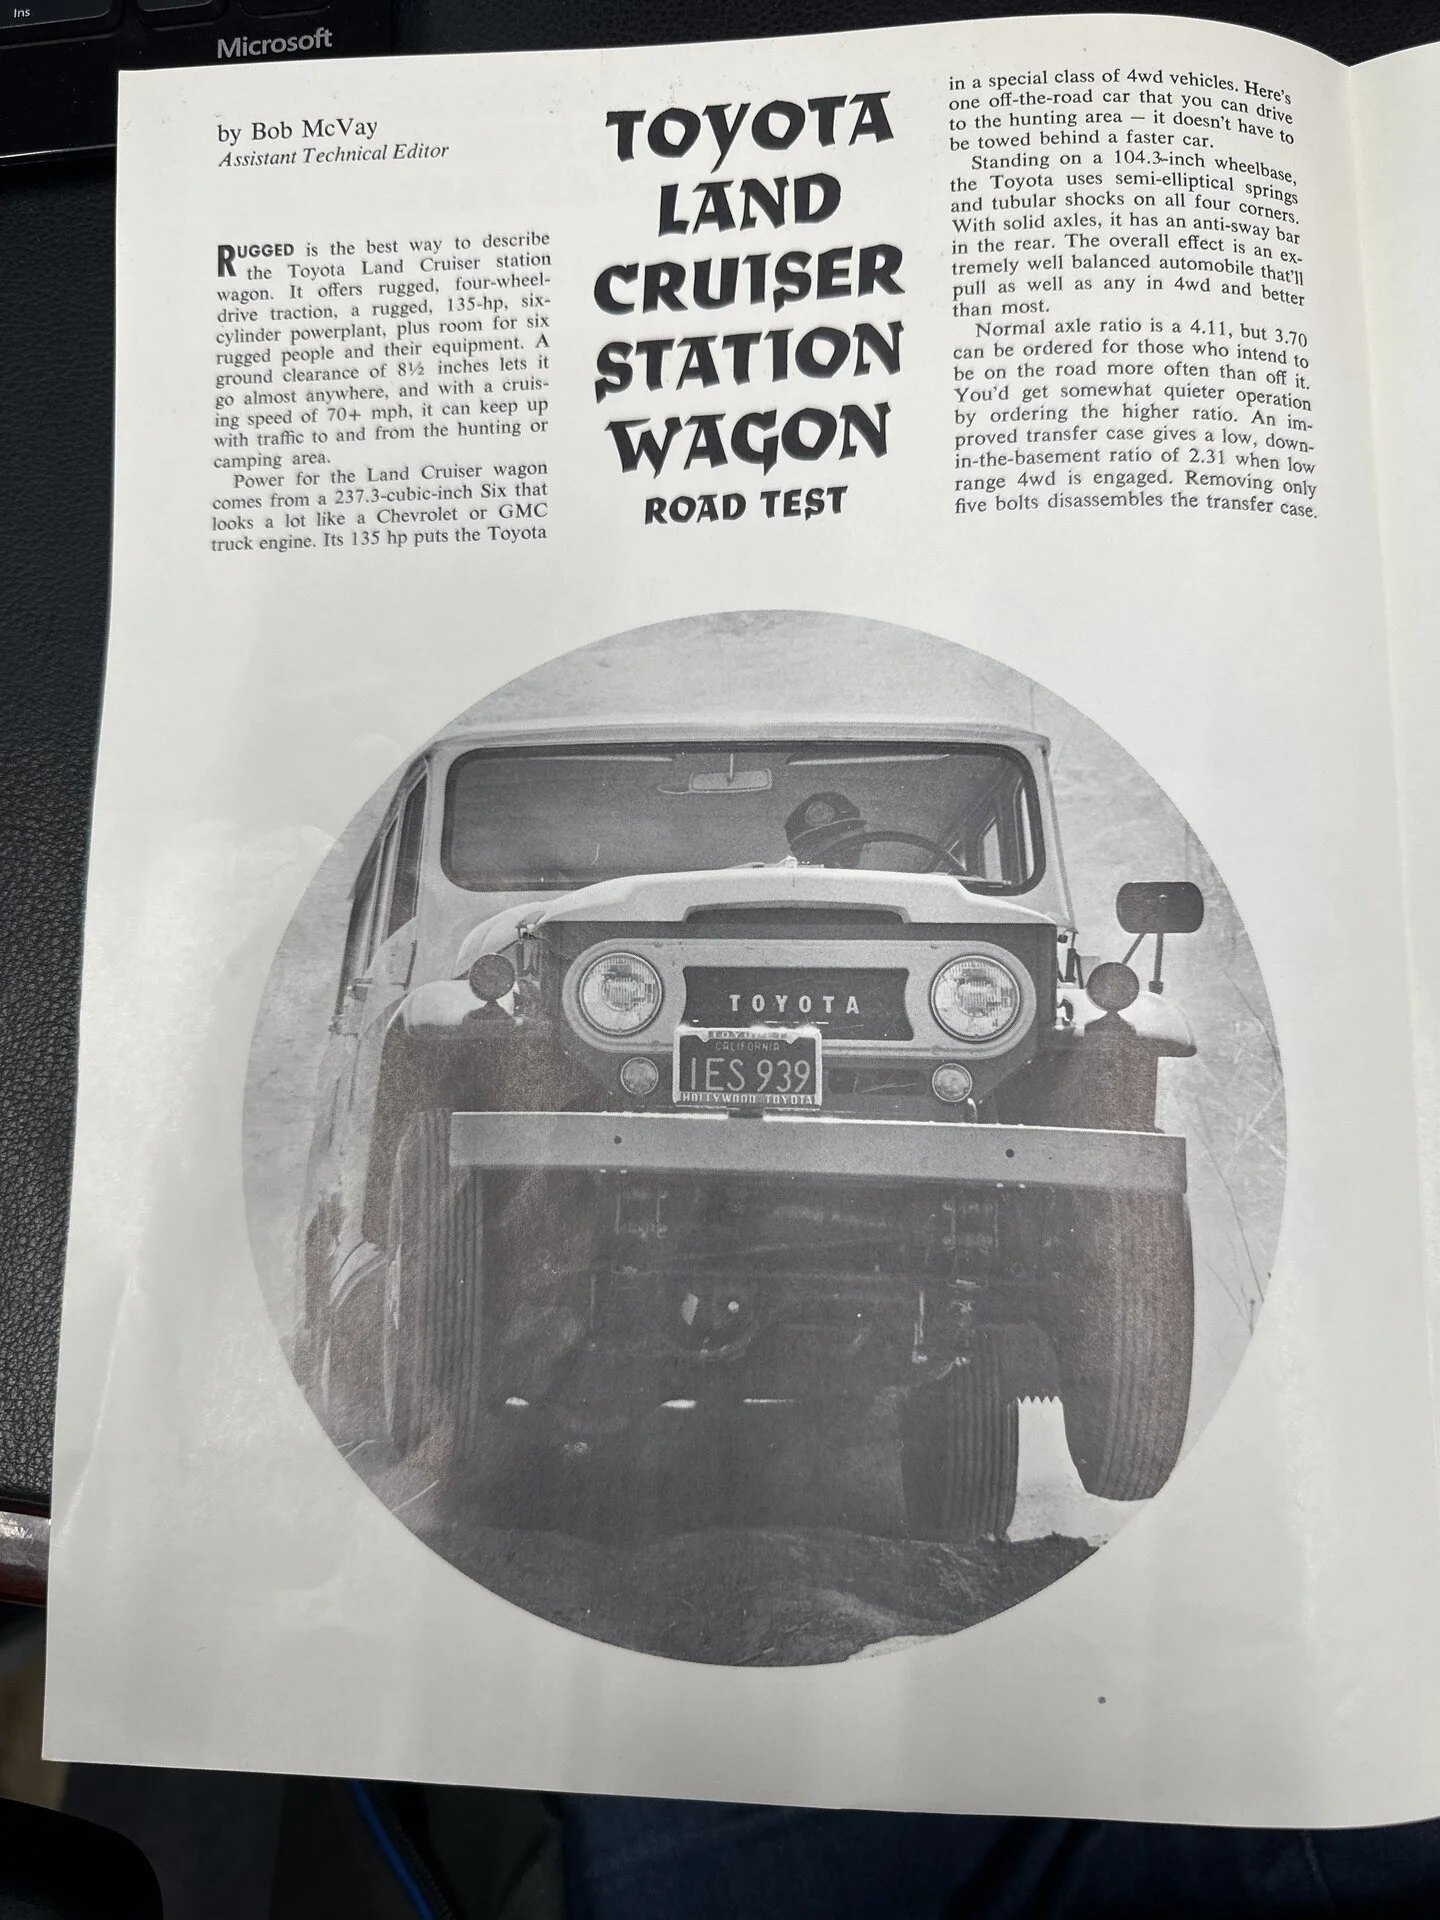 Ins
Microsoft
by Bob McVay
Assistant Technical Editor
RUGGED is the best way to describe
the Toyota Land Cruiser station
wagon. It offers rugged, four-wheel-
drive traction, a rugged, 135-hp, six-
cylinder powerplant, plus room for six
rugged people and their equipment. A
ground clearance of 8½ inches lets it
go almost anywhere, and with a cruis-
ing speed of 70+ mph, it can keep up
with traffic to and from the hunting or
camping area.
Power for the Land Cruiser wagon
comes from a 237.3-cubic-inch Six that
looks a lot like a Chevrolet or GMC
truck engine. Its 135 hp puts the Toyota
TOYOTA
LAND
CRUISER
STATION
WAGON
ROAD TEST
in a special class of 4wd vehicles. Here's
one off-the-road car that you can drive
to the hunting area — it doesn't have to
be towed behind a faster car.
Standing on a 104.3-inch wheelbase,
the Toyota uses semi-elliptical springs
and tubular shocks on all four corners.
With solid axles, it has an anti-sway bar
in the rear. The overall effect is an ex-
tremely well balanced automobile that'll
pull as well as any in 4wd and better
than most.
Normal axle ratio is a 4.11, but 3.70
can be ordered for those who intend to
be on the road more often than off it.
You'd get somewhat quieter operation
by ordering the higher ratio. An im-
proved transfer case gives a low, down-
in-the-basement ratio of 2.31 when low
range 4wd is engaged. Removing only
five bolts disassembles the transfer case.
TOYOTA
CALIFORNIA
IES 939
HOLLYWOOD TOYOTA